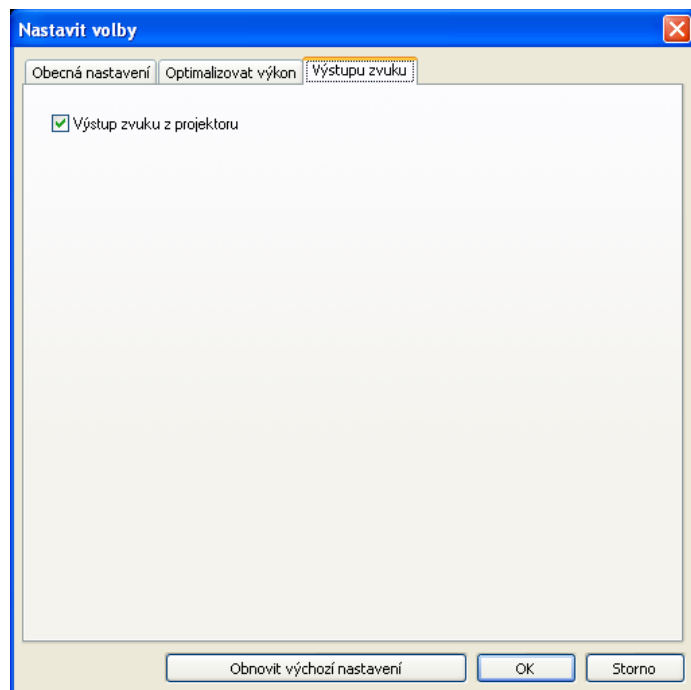 Nastavit volby
Obecná nastavení Optimalizovat výkon Výstupu zvuku
Výstup zvuku z projektoru
Obnovit výchozí nastavení OK Storno